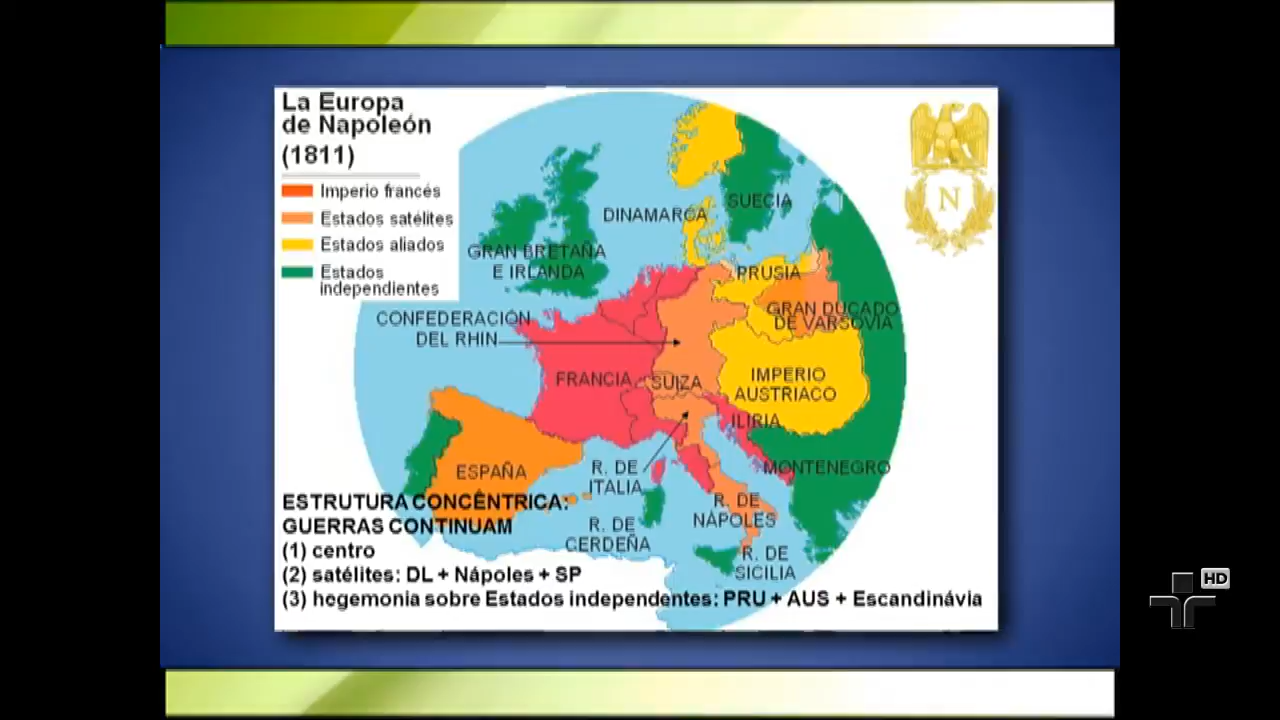 La Europa
de Napoleón
(1811)
Imperio francés
Estados satélites
Estados aliados
Estados
independientes
N
DINAMARCA
SUECIA
GRAN BRETAÑA
E IRLANDA
PRUSIA
GRAN DUCADO
DE VARSOVIA
CONFEDERACIÓN
DEL RHIN
FRANCIA
SUIZA
IMPERIO
AUSTRIACO
ILIRIA
ESPAÑA
R. DE
ITALIA
MONTENEGRO
R. DE
NÁPOLES
R. DE
CERDEÑA
R. DE
SICILIA
ESTRUTURA CONCÊNTRICA:
GUERRAS CONTINUAM
(1) centro
(2) satélites: DL + Nápoles + SP
(3) hegemonia sobre Estados independentes: PRU + AUS + Escandinávia
HD